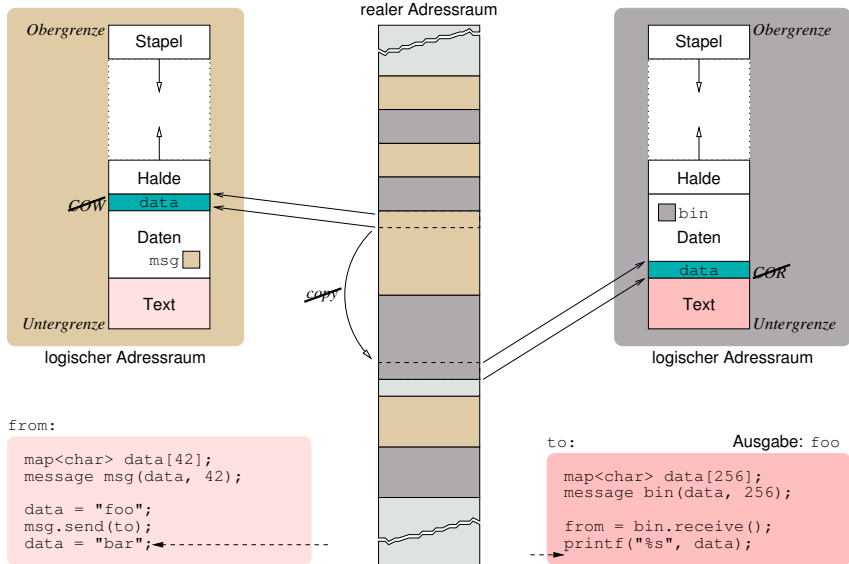 realer Adressraum
Obergrenze
Stapel
Halde
COW
data
Daten
msg
Text
Untergrenze
logischer Adressraum
copy
Stapel
Obergrenze
Halde
bin
Daten
data
COR
Text
Untergrenze
logischer Adressraum
from:
map<char> data[42];
message msg(data, 42);
data = "foo";
msg.send(to);
data = "bar";
to:
Ausgabe: foo
map<char> data[256];
message bin(data, 256);
from = bin.receive();
printf("%s", data);